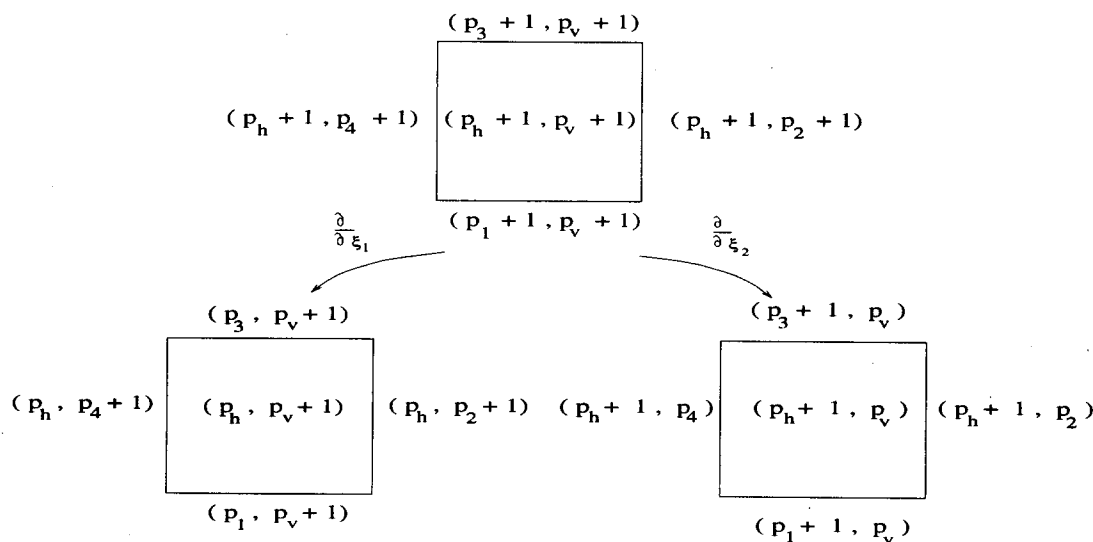 ( p₃ + 1 , pᵥ + 1)
( pₕ + 1 , p₄ + 1) ( pₕ + 1 , pᵥ + 1) ( pₕ + 1 , p₂ + 1)
( p₁ + 1 , pᵥ + 1)
∂/∂ξ₁ ∂/∂ξ₂
( p₃ , pᵥ + 1) ( p₃ + 1 , pᵥ )
( pₕ , p₄ + 1) ( pₕ , pᵥ + 1) ( pₕ , p₂ + 1) ( pₕ + 1 , p₄) ( pₕ + 1 , pᵥ ) ( pₕ + 1 , p₂)
( p₁ , pᵥ + 1) ( p₁ + 1 , pᵥ )